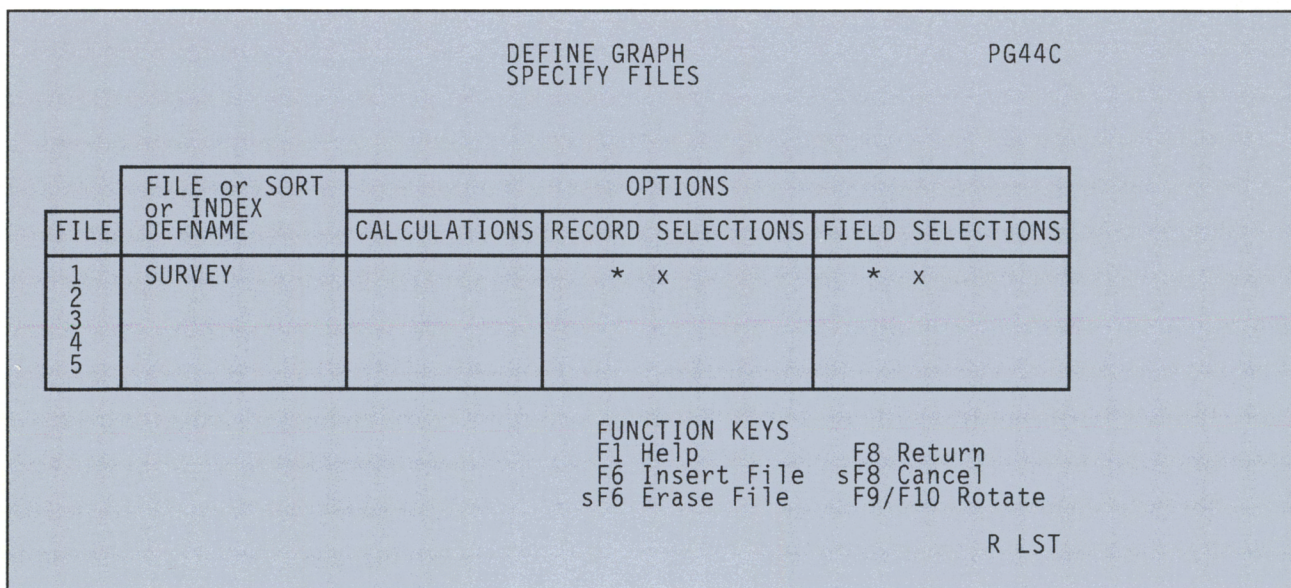 DEFINE GRAPH PG44C
SPECIFY FILES
FILE or SORT OPTIONS
or INDEX
FILE DEFNAME CALCULATIONS RECORD SELECTIONS FIELD SELECTIONS
1 SURVEY * x * x
2
3
4
5
FUNCTION KEYS
F1 Help F8 Return
F6 Insert File sF8 Cancel
sF6 Erase File F9/F10 Rotate
R LST